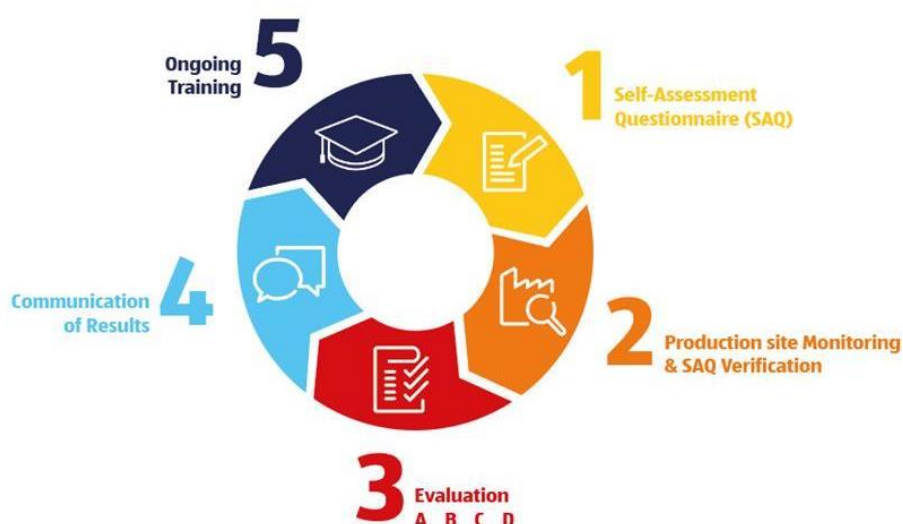 1
Self-Assessment
Questionnaire (SAQ)
2
Production site Monitoring
& SAQ Verification
3
Evaluation
A B C D
4
Communication
of Results
5
Ongoing
Training